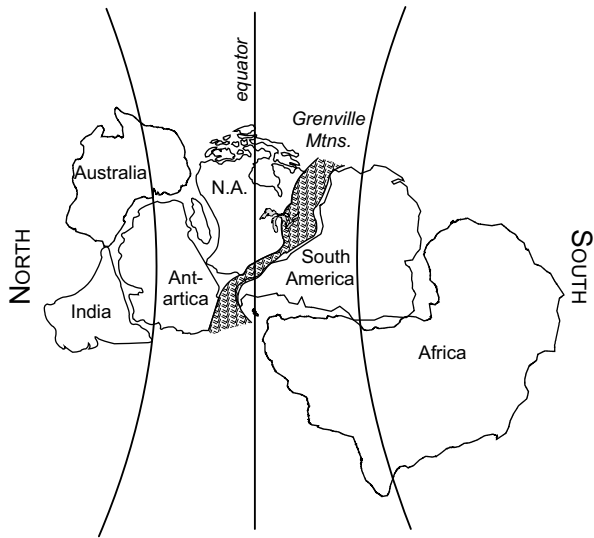 equator
Grenville
Mtns.
Australia
N.A.
NORTH
SOUTH
South
America
Ant-
artica
India
Africa